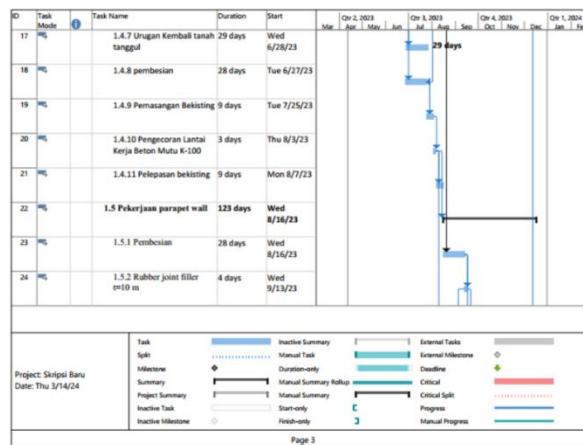 ID Task Mode Task Name Duration Start Qtr 2, 2023 Qtr 3, 2023 Qtr 4, 2023 Qtr 1, 2024
Mar Apr May Jun Jul Aug Sep Oct Nov Dec Jan
17 1.4.7 Urugan Kembali tanah tanggul 29 days Wed 6/28/23 29 days
18 1.4.8 pembesian 28 days Tue 6/27/23
19 1.4.9 Pemasangan Bekisting 9 days Tue 7/25/23
20 1.4.10 Pengecoran Lantai Kerja Beton Mutu K-100 3 days Thu 8/3/23
21 1.4.11 Pelepasan bekisting 9 days Mon 8/7/23
22 1.5 Pekerjaan parapet wall 123 days Wed 8/16/23
23 1.5.1 Pembesian 28 days Wed 8/16/23
24 1.5.2 Rubber joint filler t=10 m 4 days Wed 9/13/23
Project: Skripsi Baru
Date: Thu 3/14/24
Task Inactive Summary External Tasks
Split Manual Task External Milestone
Milestone Duration-only Deadline
Summary Manual Summary Rollup Critical
Project Summary Manual Summary Critical Split
Inactive Task Start-only Progress
Inactive Milestone Finish-only Manual Progress
Page 3